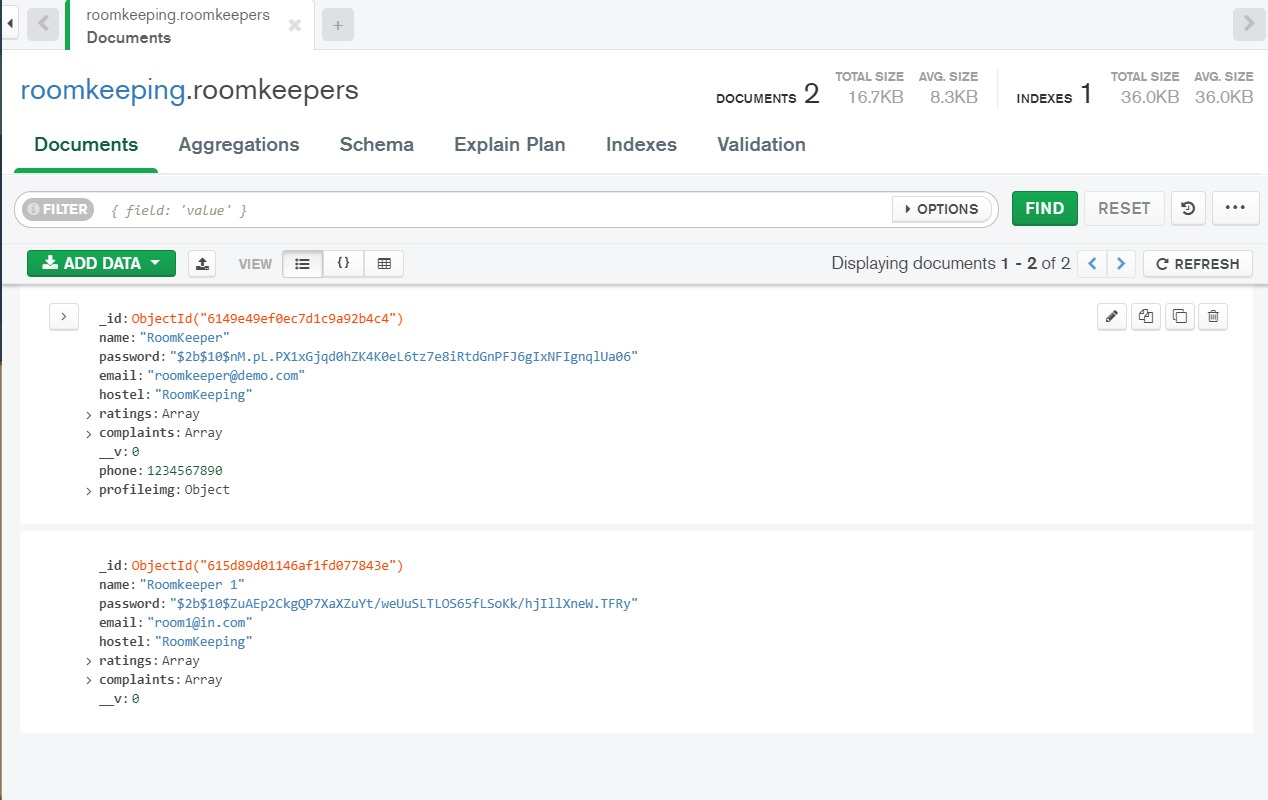 roomkeeping.roomkeepers
Documents
roomkeeping.roomkeepers
DOCUMENTS 2
TOTAL SIZE
16.7KB
AVG. SIZE
8.3KB
INDEXES 1
TOTAL SIZE
36.0KB
AVG. SIZE
36.0KB
Documents Aggregations Schema Explain Plan Indexes Validation
FILTER { field: 'value' } OPTIONS FIND RESET
ADD DATA VIEW {} Displaying documents 1 - 2 of 2 REFRESH
_id: ObjectId("6149e49ef0ec7d1c9a92b4c4")
name: "RoomKeeper"
password: "$2b$10$nM.pL.PX1xGjqd0hZK4K0eL6tz7e8iRtdGnPFJ6gIxNFIgnqlUa06"
email: "roomkeeper@demo.com"
hostel: "RoomKeeping"
ratings: Array
complaints: Array
__v: 0
phone: 1234567890
profileimg: Object
_id: ObjectId("615d89d01146af1fd077843e")
name: "Roomkeeper 1"
password: "$2b$10$ZuAEp2CkgQP7XaXZuYt/weUuSLTLOS65fLSoKk/hjIllXneW.TFRy"
email: "room1@in.com"
hostel: "RoomKeeping"
ratings: Array
complaints: Array
__v: 0